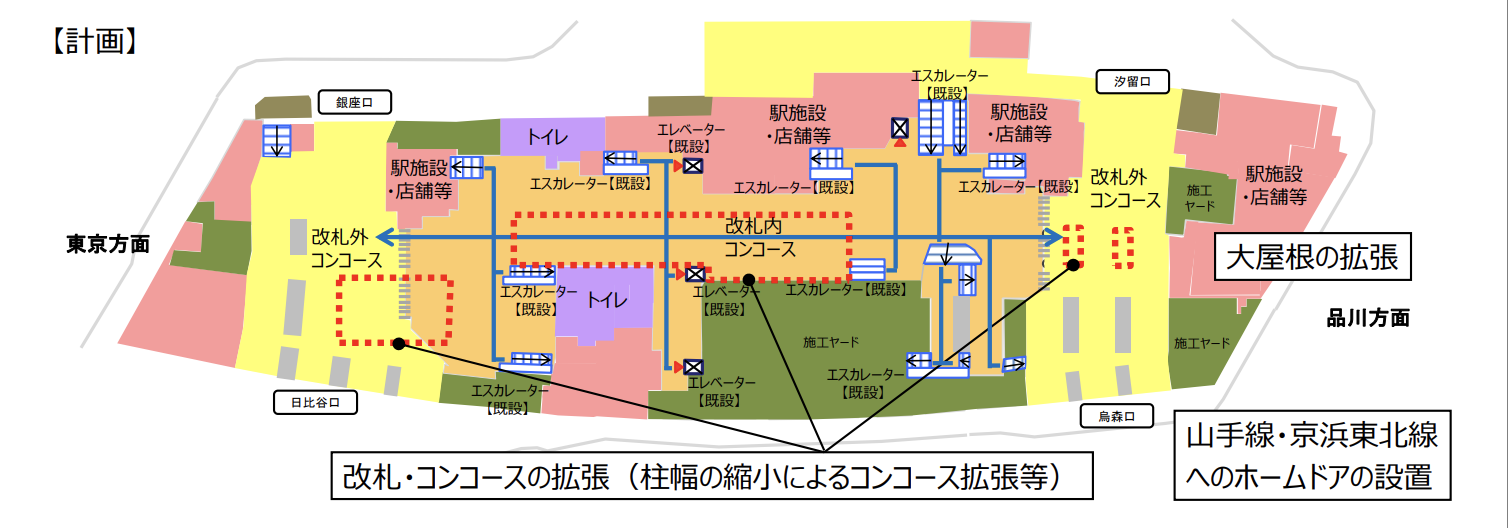 【計画】
銀座口
汐留口
エスカレーター
【既設】
駅施設
・店舗等
駅施設
・店舗等
トイレ
エレベーター
【既設】
駅施設
・店舗等
エスカレーター【既設】
エスカレーター【既設】
エスカレーター【既設】
改札外
コンコース
施工
ヤード
駅施設
・店舗等
東京方面
改札外
コンコース
改札内
コンコース
大屋根の拡張
エスカレーター
【既設】
トイレ
エレベーター
【既設】
エスカレーター【既設】
品川方面
施工ヤード
施工ヤード
エスカレーター
【既設】
エレベーター
【既設】
エスカレーター
【既設】
日比谷口
烏森口
改札・コンコースの拡張（柱幅の縮小によるコンコース拡張等）
山手線・京浜東北線
へのホームドアの設置